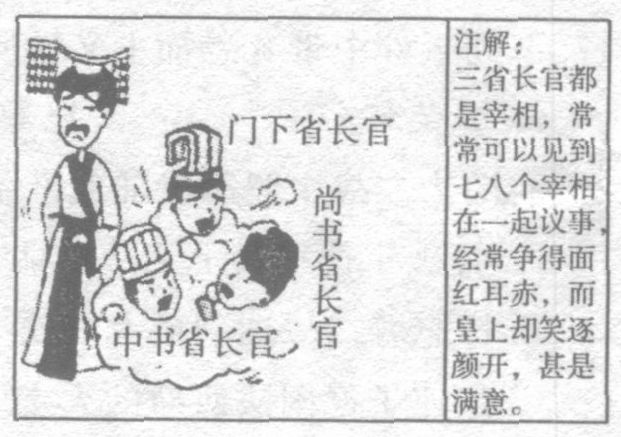 门下省长官
尚书省长官
中书省长官
注解：
三省长官都
是宰相，常
常可以见到
七八个宰相
在一起议事，
经常争得面
红耳赤，而
皇上却笑逐
颜开，甚是
满意。